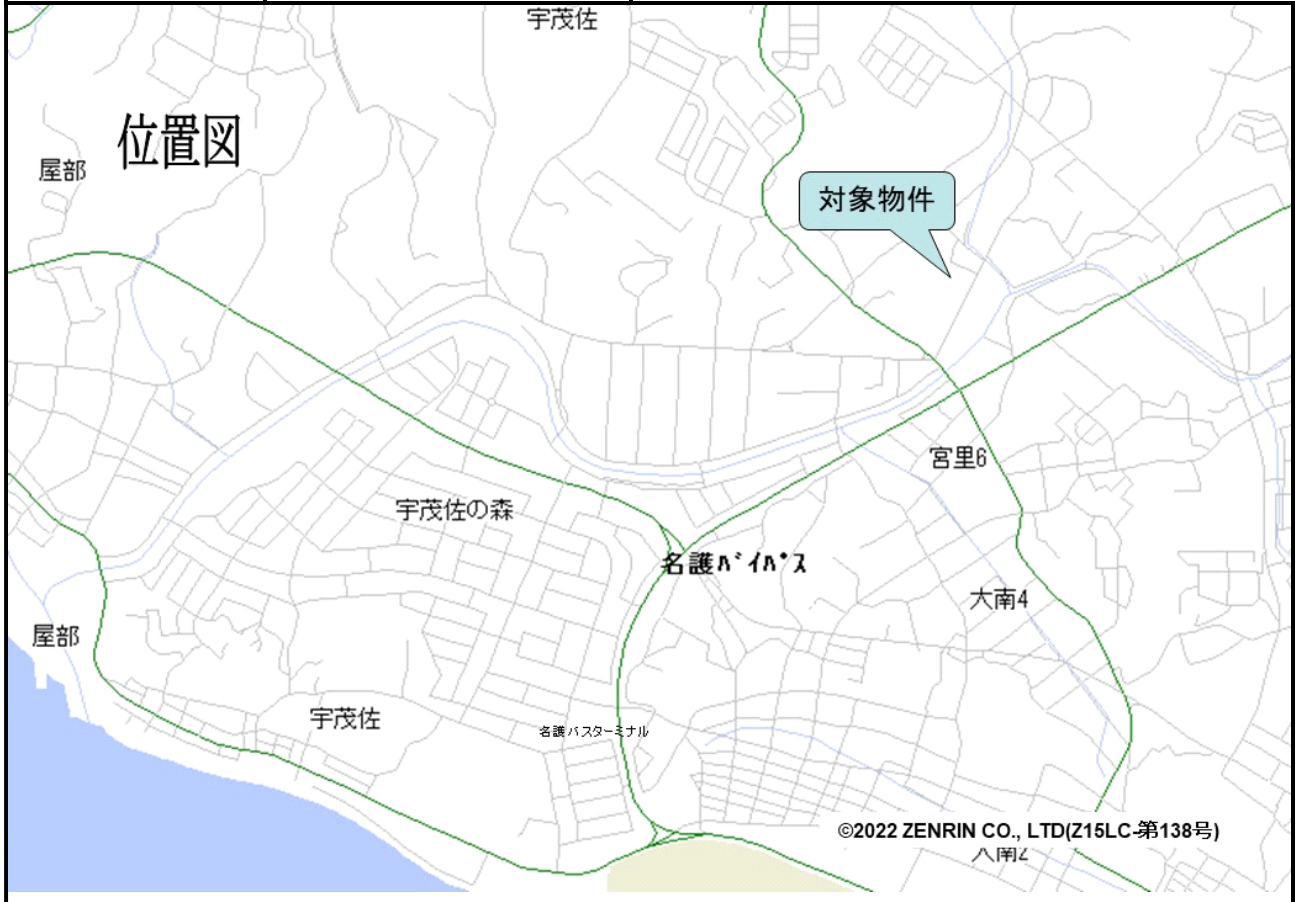 宇茂佐
位置図
屋部
対象物件
宮里6
宇茂佐の森
名護ﾊﾞｲﾊﾟｽ
大南4
屋部
宇茂佐
名護バスターミナル
©2022 ZENRIN CO., LTD(Z15LC-第138号)
大南2